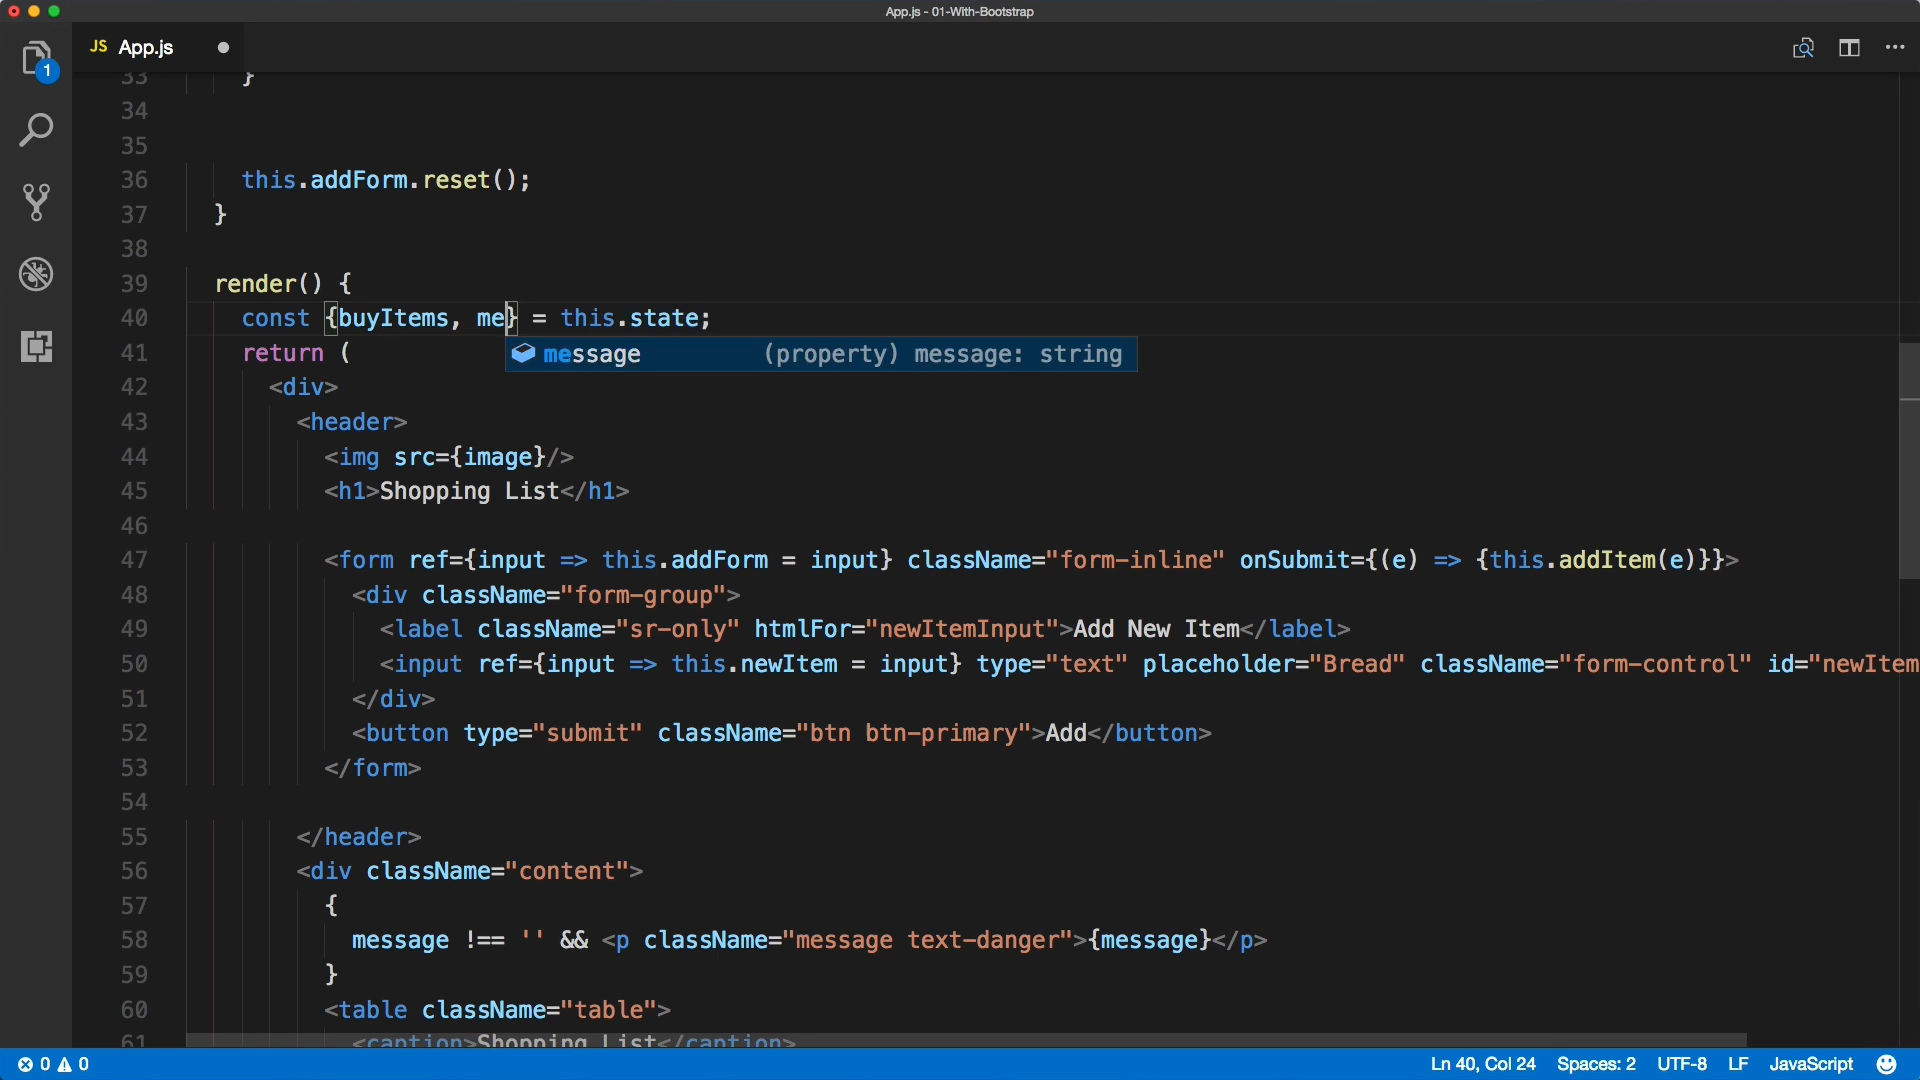 App.js - 01-With-Bootstrap
JS App.js
1
33 }
34
35
36 this.addForm.reset();
37 }
38
39 render() {
40 const {buyItems, me} = this.state;
41 return (
message (property) message: string
42 <div>
43 <header>
44 <img src={image}/>
45 <h1>Shopping List</h1>
46
47 <form ref={input => this.addForm = input} className="form-inline" onSubmit={(e) => {this.addItem(e)}}>
48 <div className="form-group">
49 <label className="sr-only" htmlFor="newItemInput">Add New Item</label>
50 <input ref={input => this.newItem = input} type="text" placeholder="Bread" className="form-control" id="newItem
51 </div>
52 <button type="submit" className="btn btn-primary">Add</button>
53 </form>
54
55 </header>
56 <div className="content">
57 {
58 message !== '' && <p className="message text-danger">{message}</p>
59 }
60 <table className="table">
61 <caption>Shopping List</caption>
0 0
Ln 40, Col 24 Spaces: 2 UTF-8 LF JavaScript